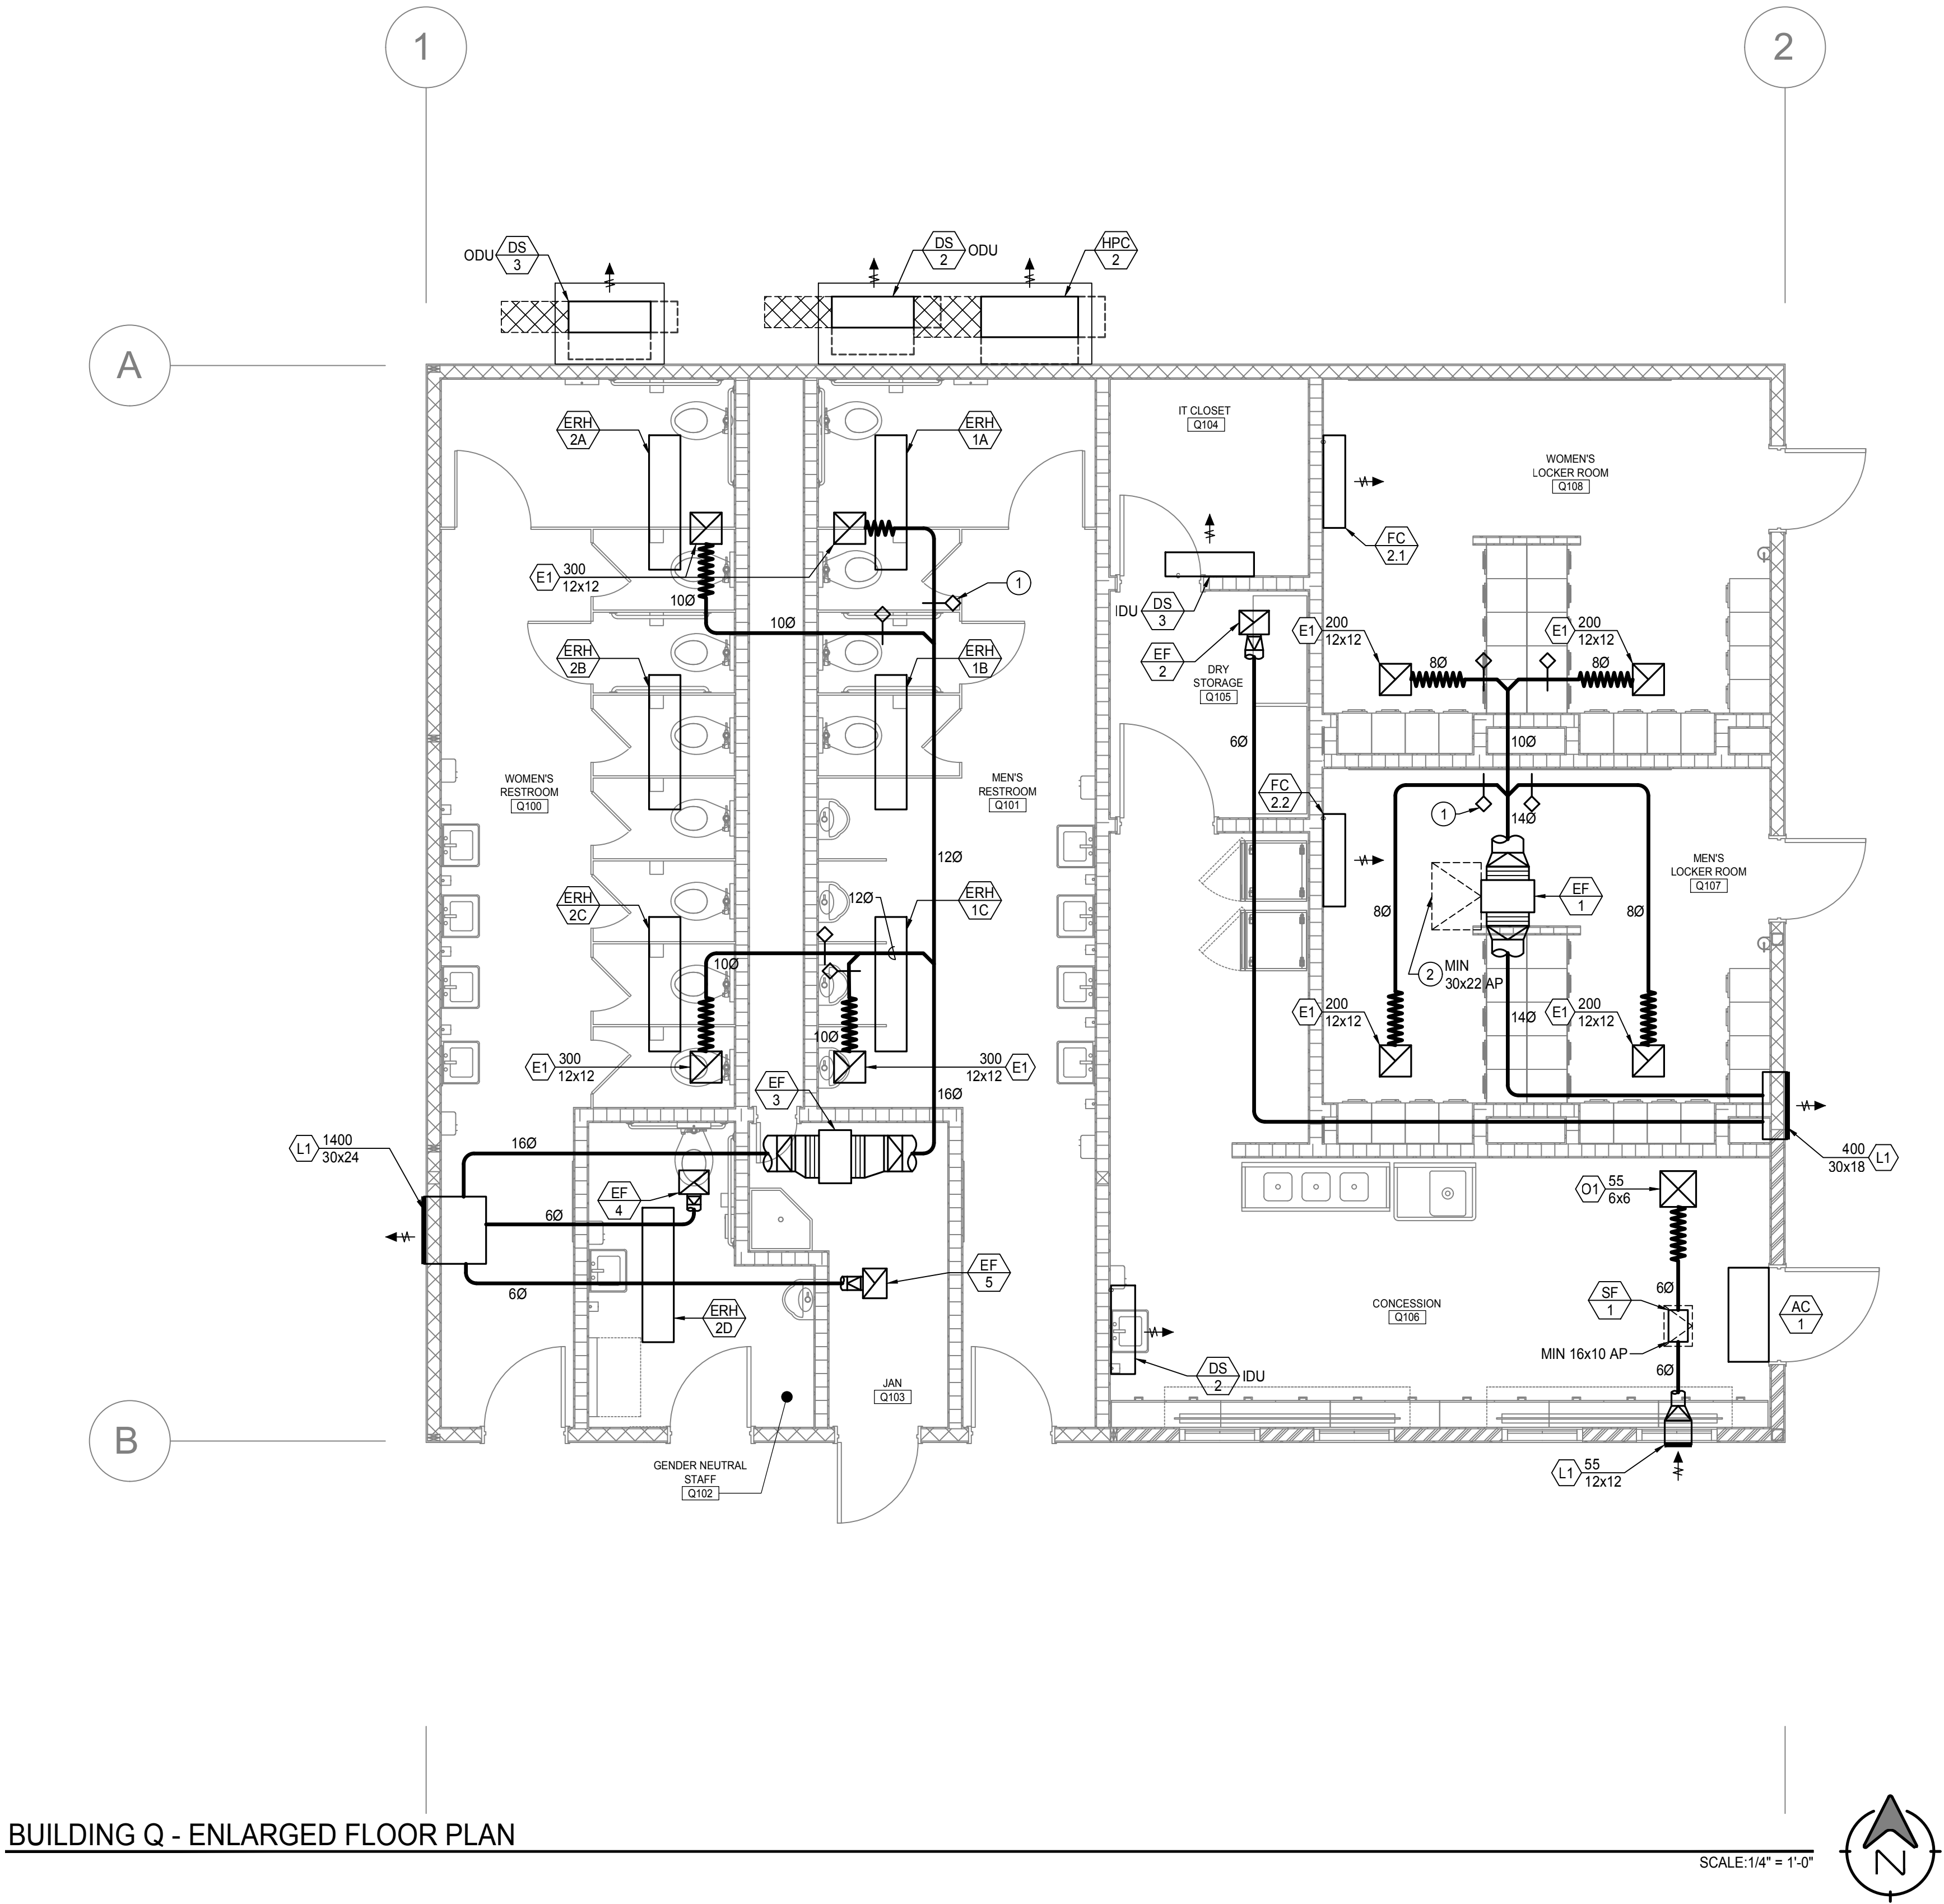 1
2
ODU
DS
3
DS
2
ODU
HPC
2
A
IT CLOSET
Q104
ERH
2A
ERH
1A
WOMEN'S
LOCKER ROOM
Q108
FC
2.1
E1
300
12x12
10Ø
1
IDU
DS
3
10Ø
E1
200
12x12
E1
200
12x12
ERH
2B
ERH
1B
EF
2
DRY
STORAGE
Q105
8Ø
8Ø
6Ø
10Ø
WOMEN'S
RESTROOM
Q100
MEN'S
RESTROOM
Q101
FC
2.2
1
14Ø
12Ø
MEN'S
LOCKER ROOM
Q107
ERH
2C
12Ø
ERH
1C
EF
1
8Ø
8Ø
10Ø
2
MIN
30x22 AP
E1
200
12x12
14Ø
E1
200
12x12
10Ø
E1
300
12x12
300
12x12
E1
EF
3
16Ø
L1
1400
30x24
16Ø
400
30x18
L1
EF
4
O1
55
6x6
6Ø
EF
5
6Ø
6Ø
ERH
2D
CONCESSION
Q106
SF
1
AC
1
MIN 16x10 AP
6Ø
DS
2
IDU
JAN
Q103
B
GENDER NEUTRAL
STAFF
Q102
L1
55
12x12
BUILDING Q - ENLARGED FLOOR PLAN
SCALE:1/4" = 1'-0"
N